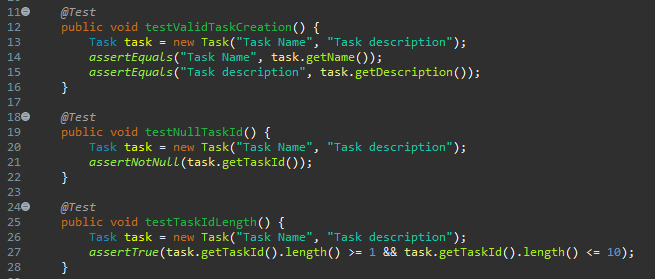 11 @Test
12 public void testValidTaskCreation() {
13 Task task = new Task("Task Name", "Task description");
14 assertEquals("Task Name", task.getName());
15 assertEquals("Task description", task.getDescription());
16 }
17
18 @Test
19 public void testNullTaskId() {
20 Task task = new Task("Task Name", "Task description");
21 assertNotNull(task.getTaskId());
22 }
23
24 @Test
25 public void testTaskIdLength() {
26 Task task = new Task("Task Name", "Task description");
27 assertTrue(task.getTaskId().length() >= 1 && task.getTaskId().length() <= 10);
28 }